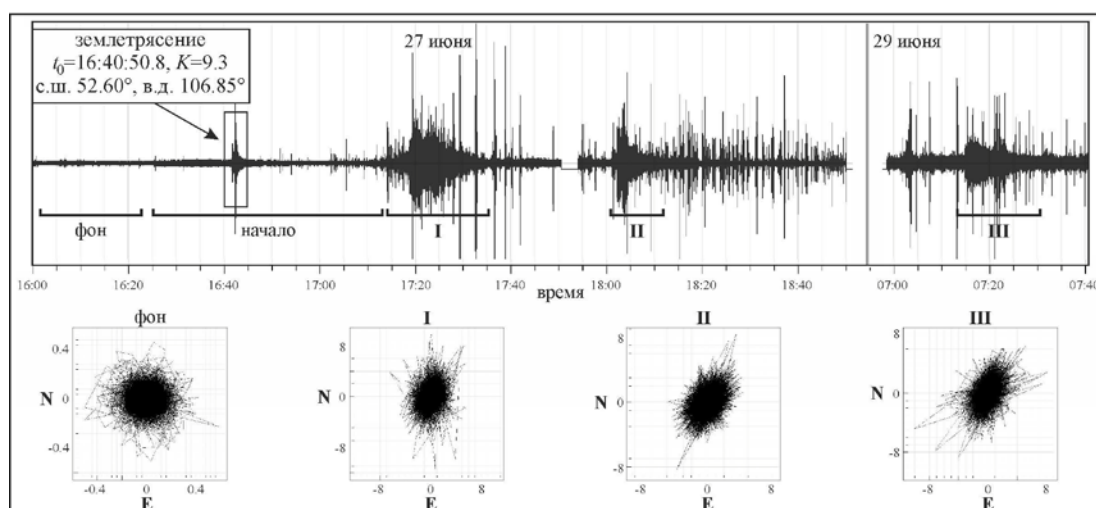 землетрясение
t₀=16:40:50.8, K=9.3
с.ш. 52.60°, в.д. 106.85°
27 июня
29 июня
фон
начало
I
II
III
16:00 16:20 16:40 17:00 17:20 17:40 18:00 18:20 18:40 07:00 07:20 07:40
время
фон
0.4
N 0
-0.4
-0.4 0 0.4
E
I
8
N 0
-8
-8 0 8
E
II
8
N 0
-8
-8 0 8
E
III
8
N 0
-8
-8 0 8
E